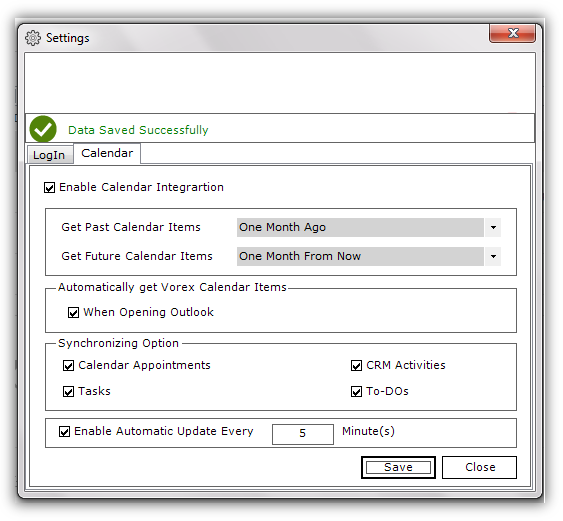 Settings
Data Saved Successfully
LogIn Calendar
Enable Calendar Integrartion
Get Past Calendar Items One Month Ago
Get Future Calendar Items One Month From Now
Automatically get Vorex Calendar Items
When Opening Outlook
Synchronizing Option
Calendar Appointments CRM Activities
Tasks To-DOs
Enable Automatic Update Every 5 Minute(s)
Save Close